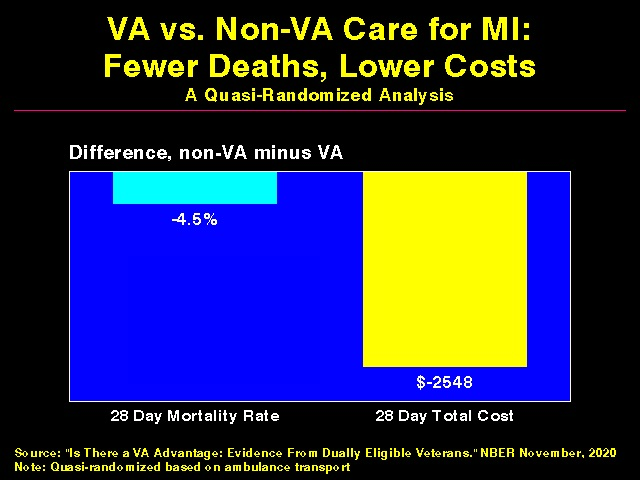 VA vs. Non-VA Care for MI:
Fewer Deaths, Lower Costs
A Quasi-Randomized Analysis
Difference, non-VA minus VA
-4.5%
$-2548
28 Day Mortality Rate
28 Day Total Cost
Source: "Is There a VA Advantage: Evidence From Dually Eligible Veterans." NBER November, 2020
Note: Quasi-randomized based on ambulance transport